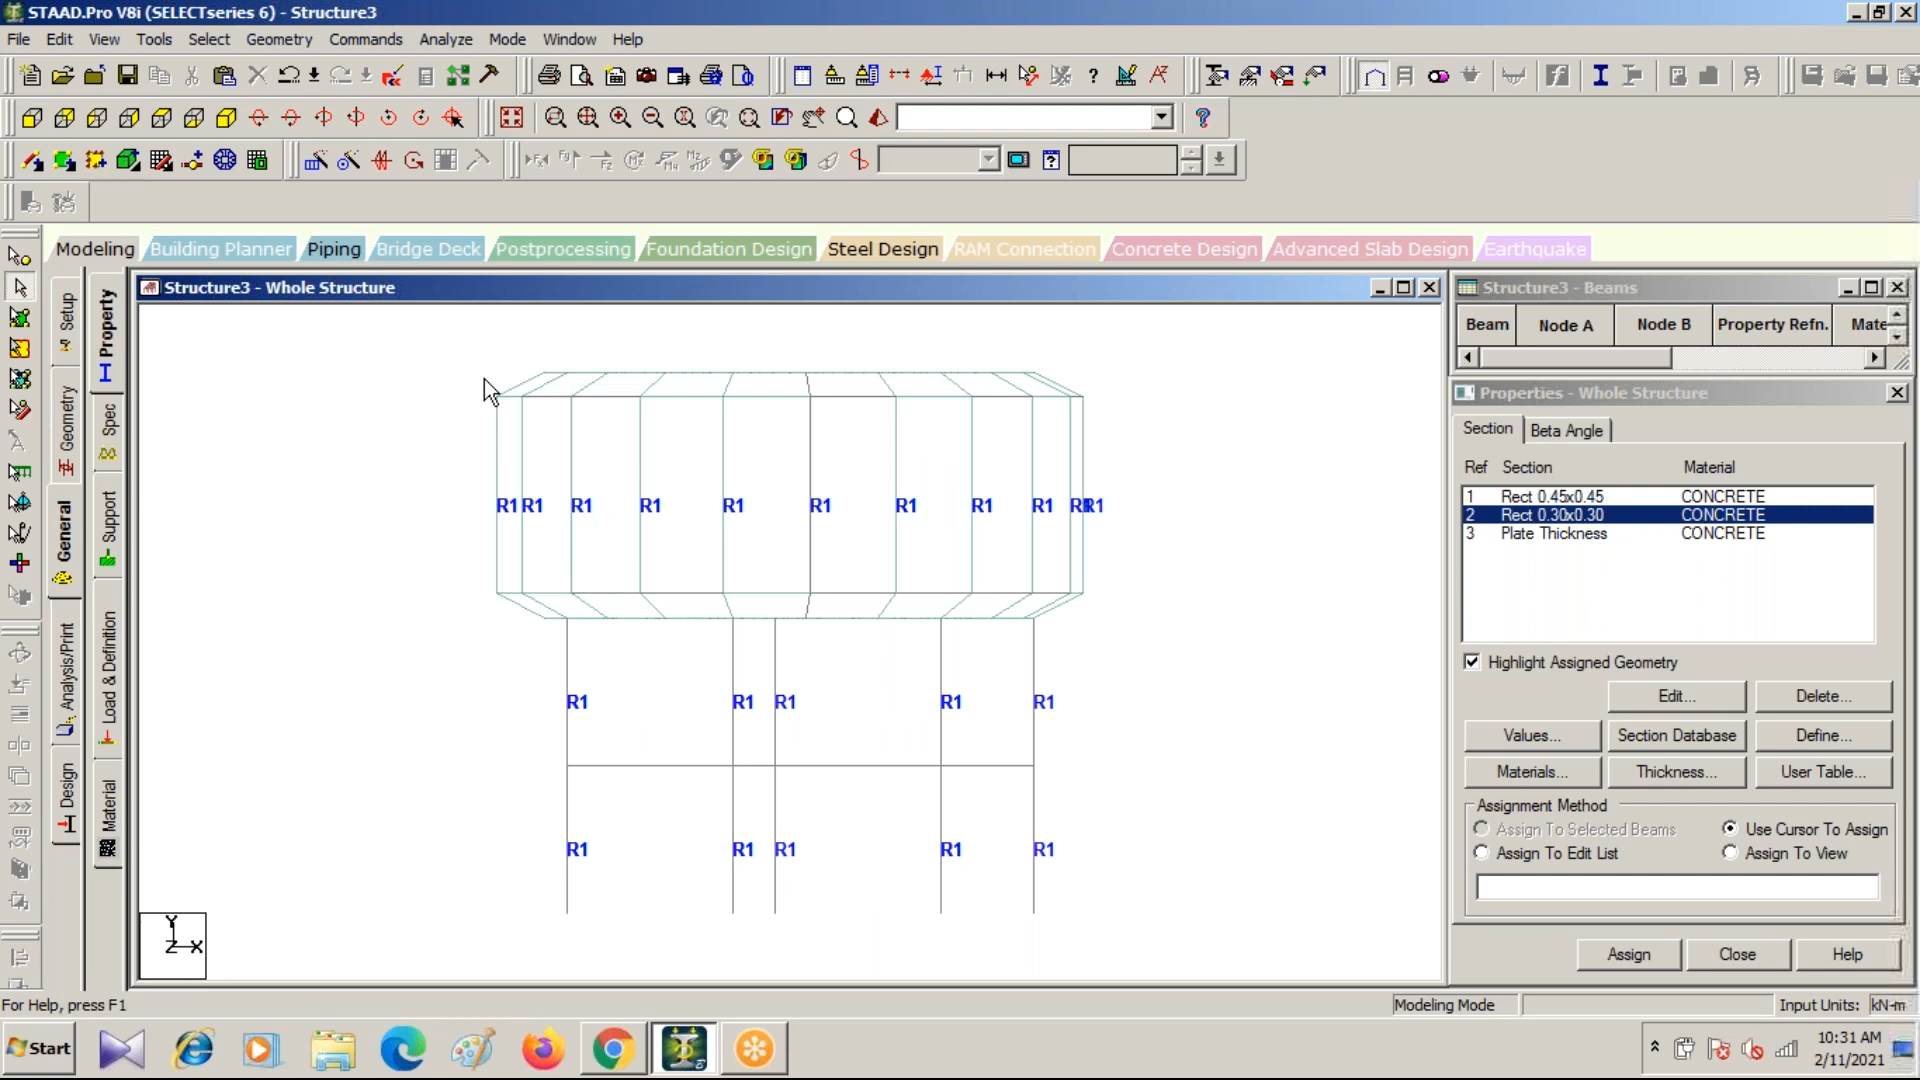 STAAD.Pro V8i (SELECTseries 6) - Structure3
File Edit View Tools Select Geometry Commands Analyze Mode Window Help
Modeling Building Planner Piping Bridge Deck Postprocessing Foundation Design Steel Design RAM Connection Concrete Design Advanced Slab Design Earthquake
Setup
Geometry
General
Analysis/Print
Design
Property
Spec
Support
Load & Definition
Material
Structure3 - Whole Structure
R1 R1 R1 R1 R1 R1 R1 R1 R1 R1 R1
R1 R1 R1 R1 R1
R1 R1 R1 R1 R1
Y
Z X
Structure3 - Beams
Beam Node A Node B Property Refn. Mate
Properties - Whole Structure
Section Beta Angle
Ref Section Material
1 Rect 0.45x0.45 CONCRETE
2 Rect 0.30x0.30 CONCRETE
3 Plate Thickness CONCRETE
Highlight Assigned Geometry
Edit... Delete...
Values... Section Database Define...
Materials... Thickness... User Table...
Assignment Method
Assign To Selected Beams Use Cursor To Assign
Assign To Edit List Assign To View
Assign Close Help
For Help, press F1
Modeling Mode
Input Units: kN-m
Start
10:31 AM
2/11/2021